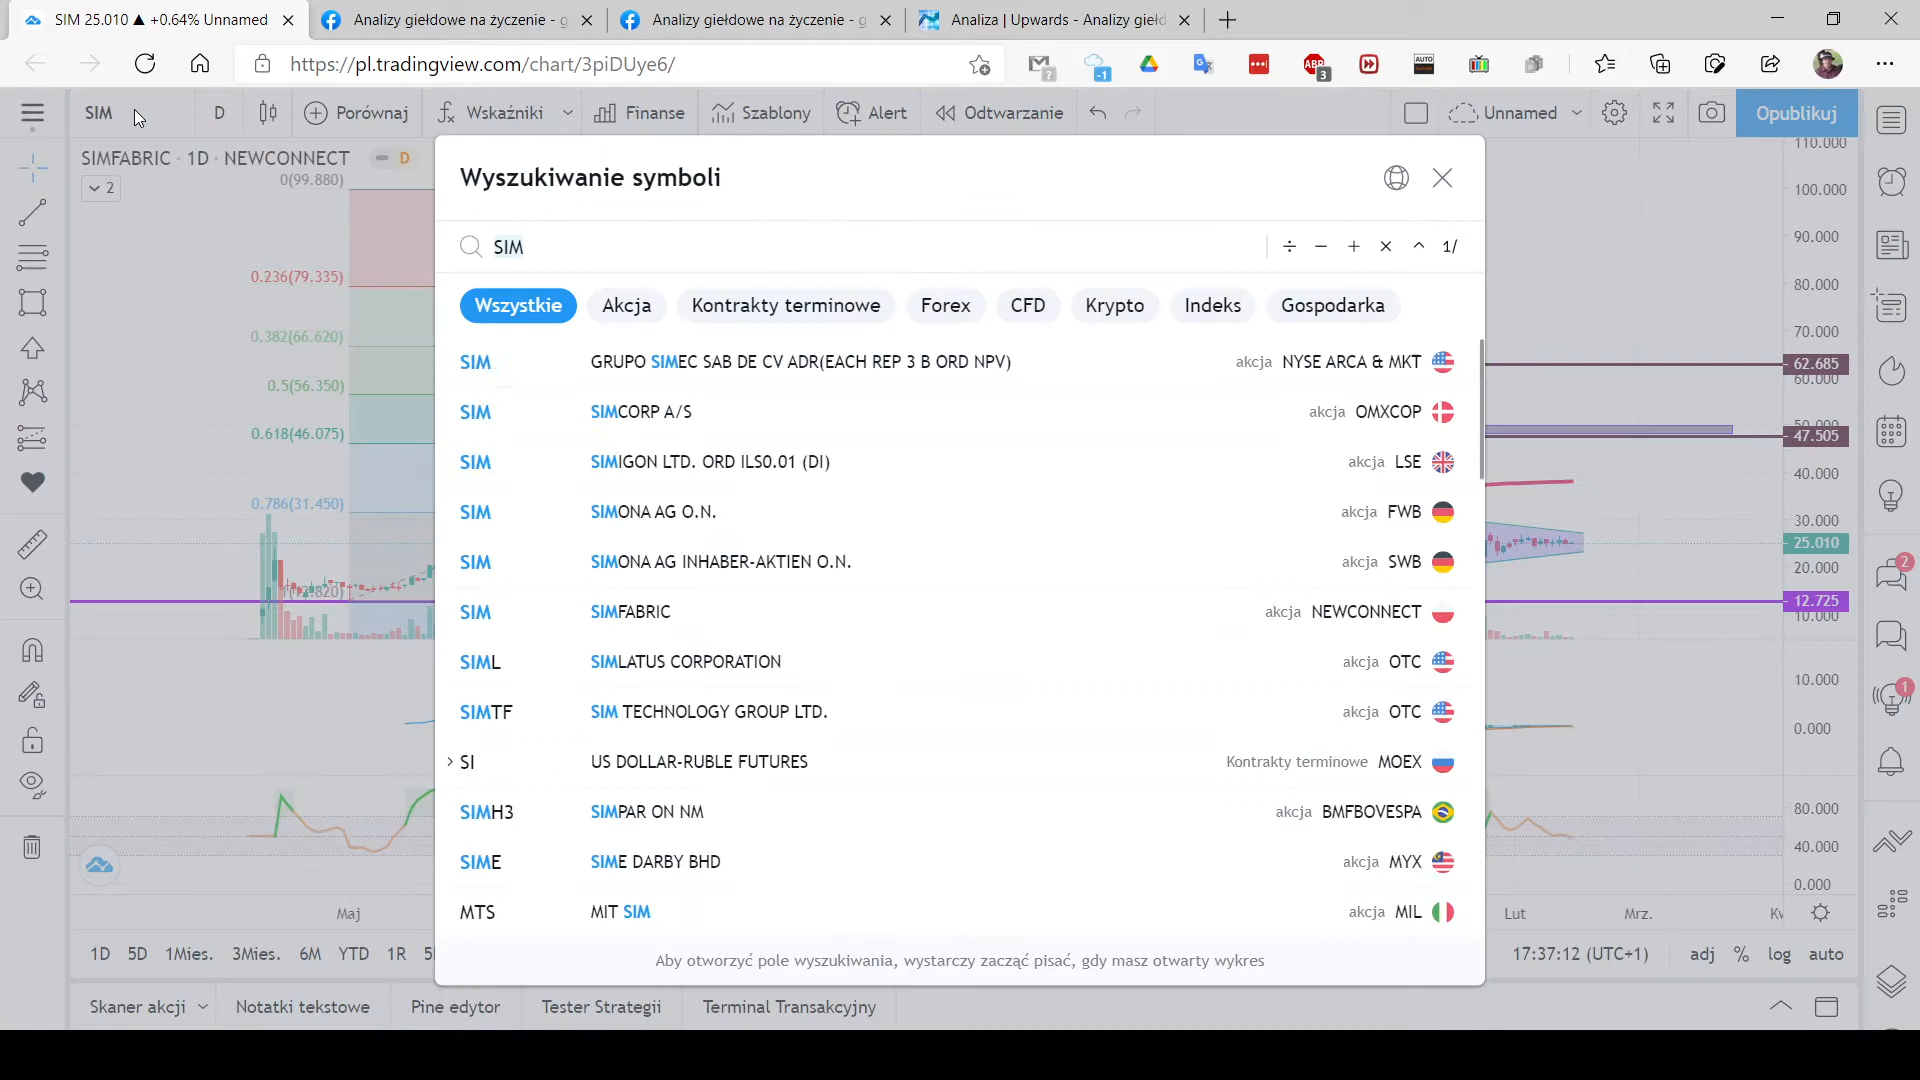 SIM 25.010 ▲ +0.64% Unnamed
Analizy giełdowe na życzenie - g
Analizy giełdowe na życzenie - g
Analiza | Upwards - Analizy giełd
https://pl.tradingview.com/chart/3piDUye6/
SIM
D
Porównaj
Wskaźniki
Finanse
Szablony
Alert
Odtwarzanie
Unnamed
Opublikuj
SIMFABRIC · 1D · NEWCONNECT
D
2
0(99.880)
0.236(79.335)
0.382(66.620)
0.5(56.350)
0.618(46.075)
0.786(31.450)
1(12.820)
Wyszukiwanie symboli
SIM
÷ − + × ^ 1/
Wszystkie
Akcja
Kontrakty terminowe
Forex
CFD
Krypto
Indeks
Gospodarka
SIM GRUPO SIMEC SAB DE CV ADR(EACH REP 3 B ORD NPV) akcja NYSE ARCA & MKT
SIM SIMCORP A/S akcja OMXCOP
SIM SIMIGON LTD. ORD ILS0.01 (DI) akcja LSE
SIM SIMONA AG O.N. akcja FWB
SIM SIMONA AG INHABER-AKTIEN O.N. akcja SWB
SIM SIMFABRIC akcja NEWCONNECT
SIML SIMLATUS CORPORATION akcja OTC
SIMTF SIM TECHNOLOGY GROUP LTD. akcja OTC
SI US DOLLAR-RUBLE FUTURES Kontrakty terminowe MOEX
SIMH3 SIMPAR ON NM akcja BMFBOVESPA
SIME SIME DARBY BHD akcja MYX
MTS MIT SIM akcja MIL
Aby otworzyć pole wyszukiwania, wystarczy zacząć pisać, gdy masz otwarty wykres
110.000
100.000
90.000
80.000
70.000
62.685
60.000
50.000
47.505
40.000
30.000
25.010
20.000
12.725
10.000
10.000
0.000
80.000
40.000
0.000
Maj
Lut
Mrz.
1D 5D 1Mies. 3Mies. 6M YTD 1R
17:37:12 (UTC+1)
adj % log auto
Skaner akcji
Notatki tekstowe
Pine edytor
Tester Strategii
Terminal Transakcyjny